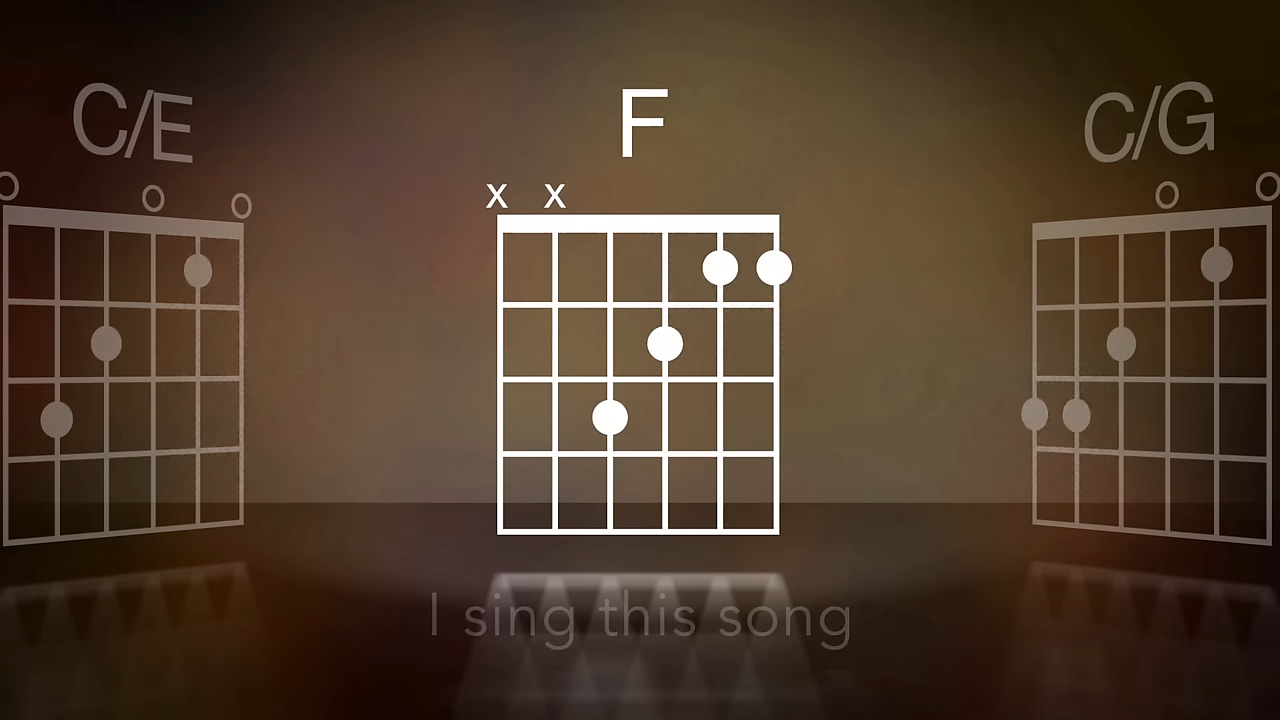 C/E
F
C/G
O O O
x x
O O
I sing this song